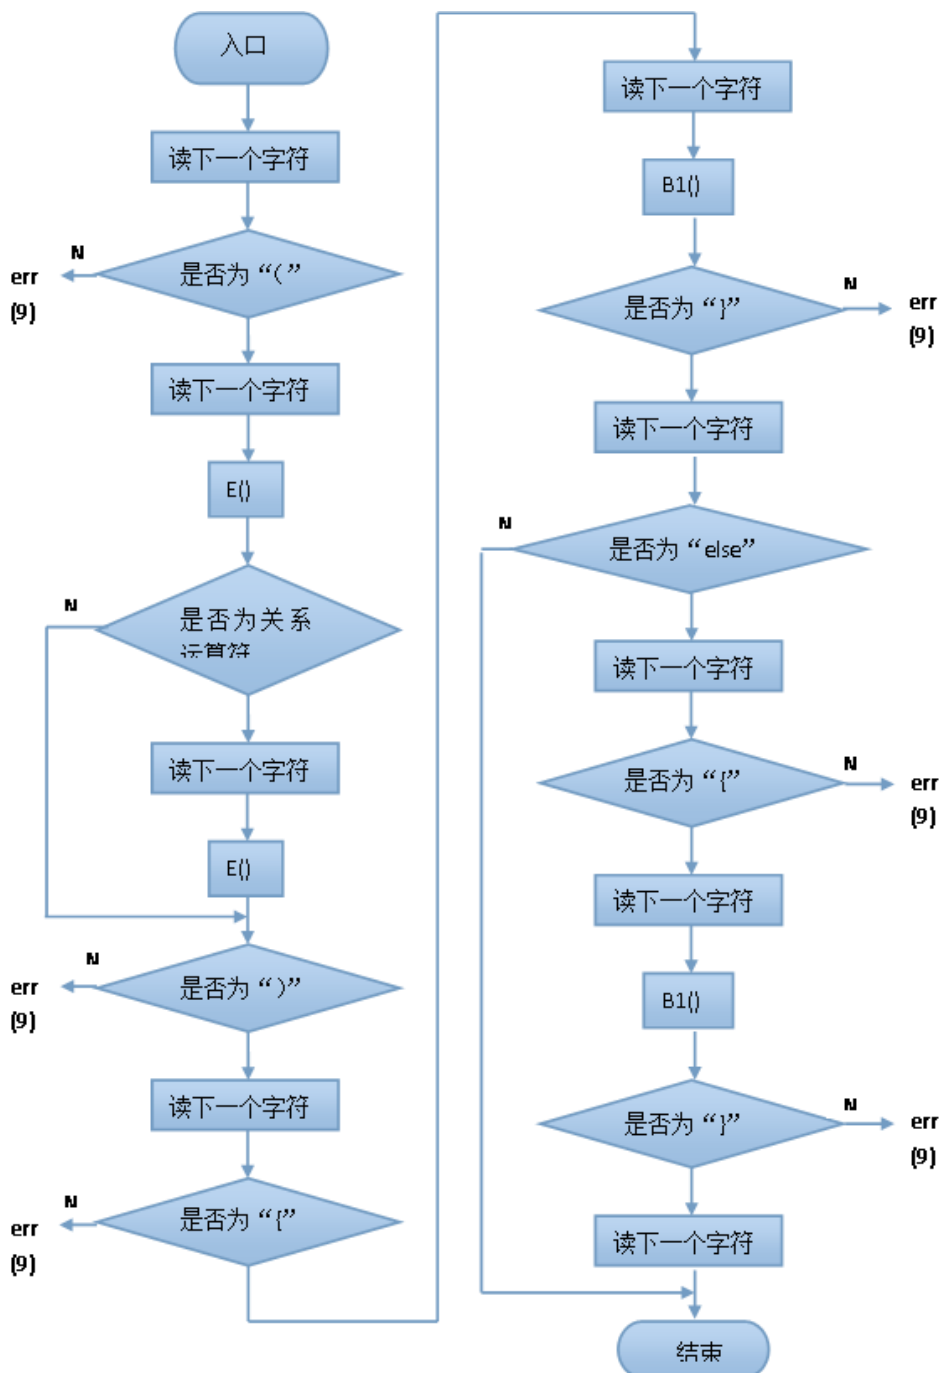 入口
读下一个字符
N
是否为“(”
err
(9)
读下一个字符
E()
N
是否为关系
运算符
读下一个字符
E()
N
是否为“)”
err
(9)
读下一个字符
N
是否为“{”
err
(9)
读下一个字符
B1()
N
是否为“}”
err
(9)
读下一个字符
N
是否为“else”
读下一个字符
N
是否为“{”
err
(9)
读下一个字符
B1()
N
是否为“}”
err
(9)
读下一个字符
结束